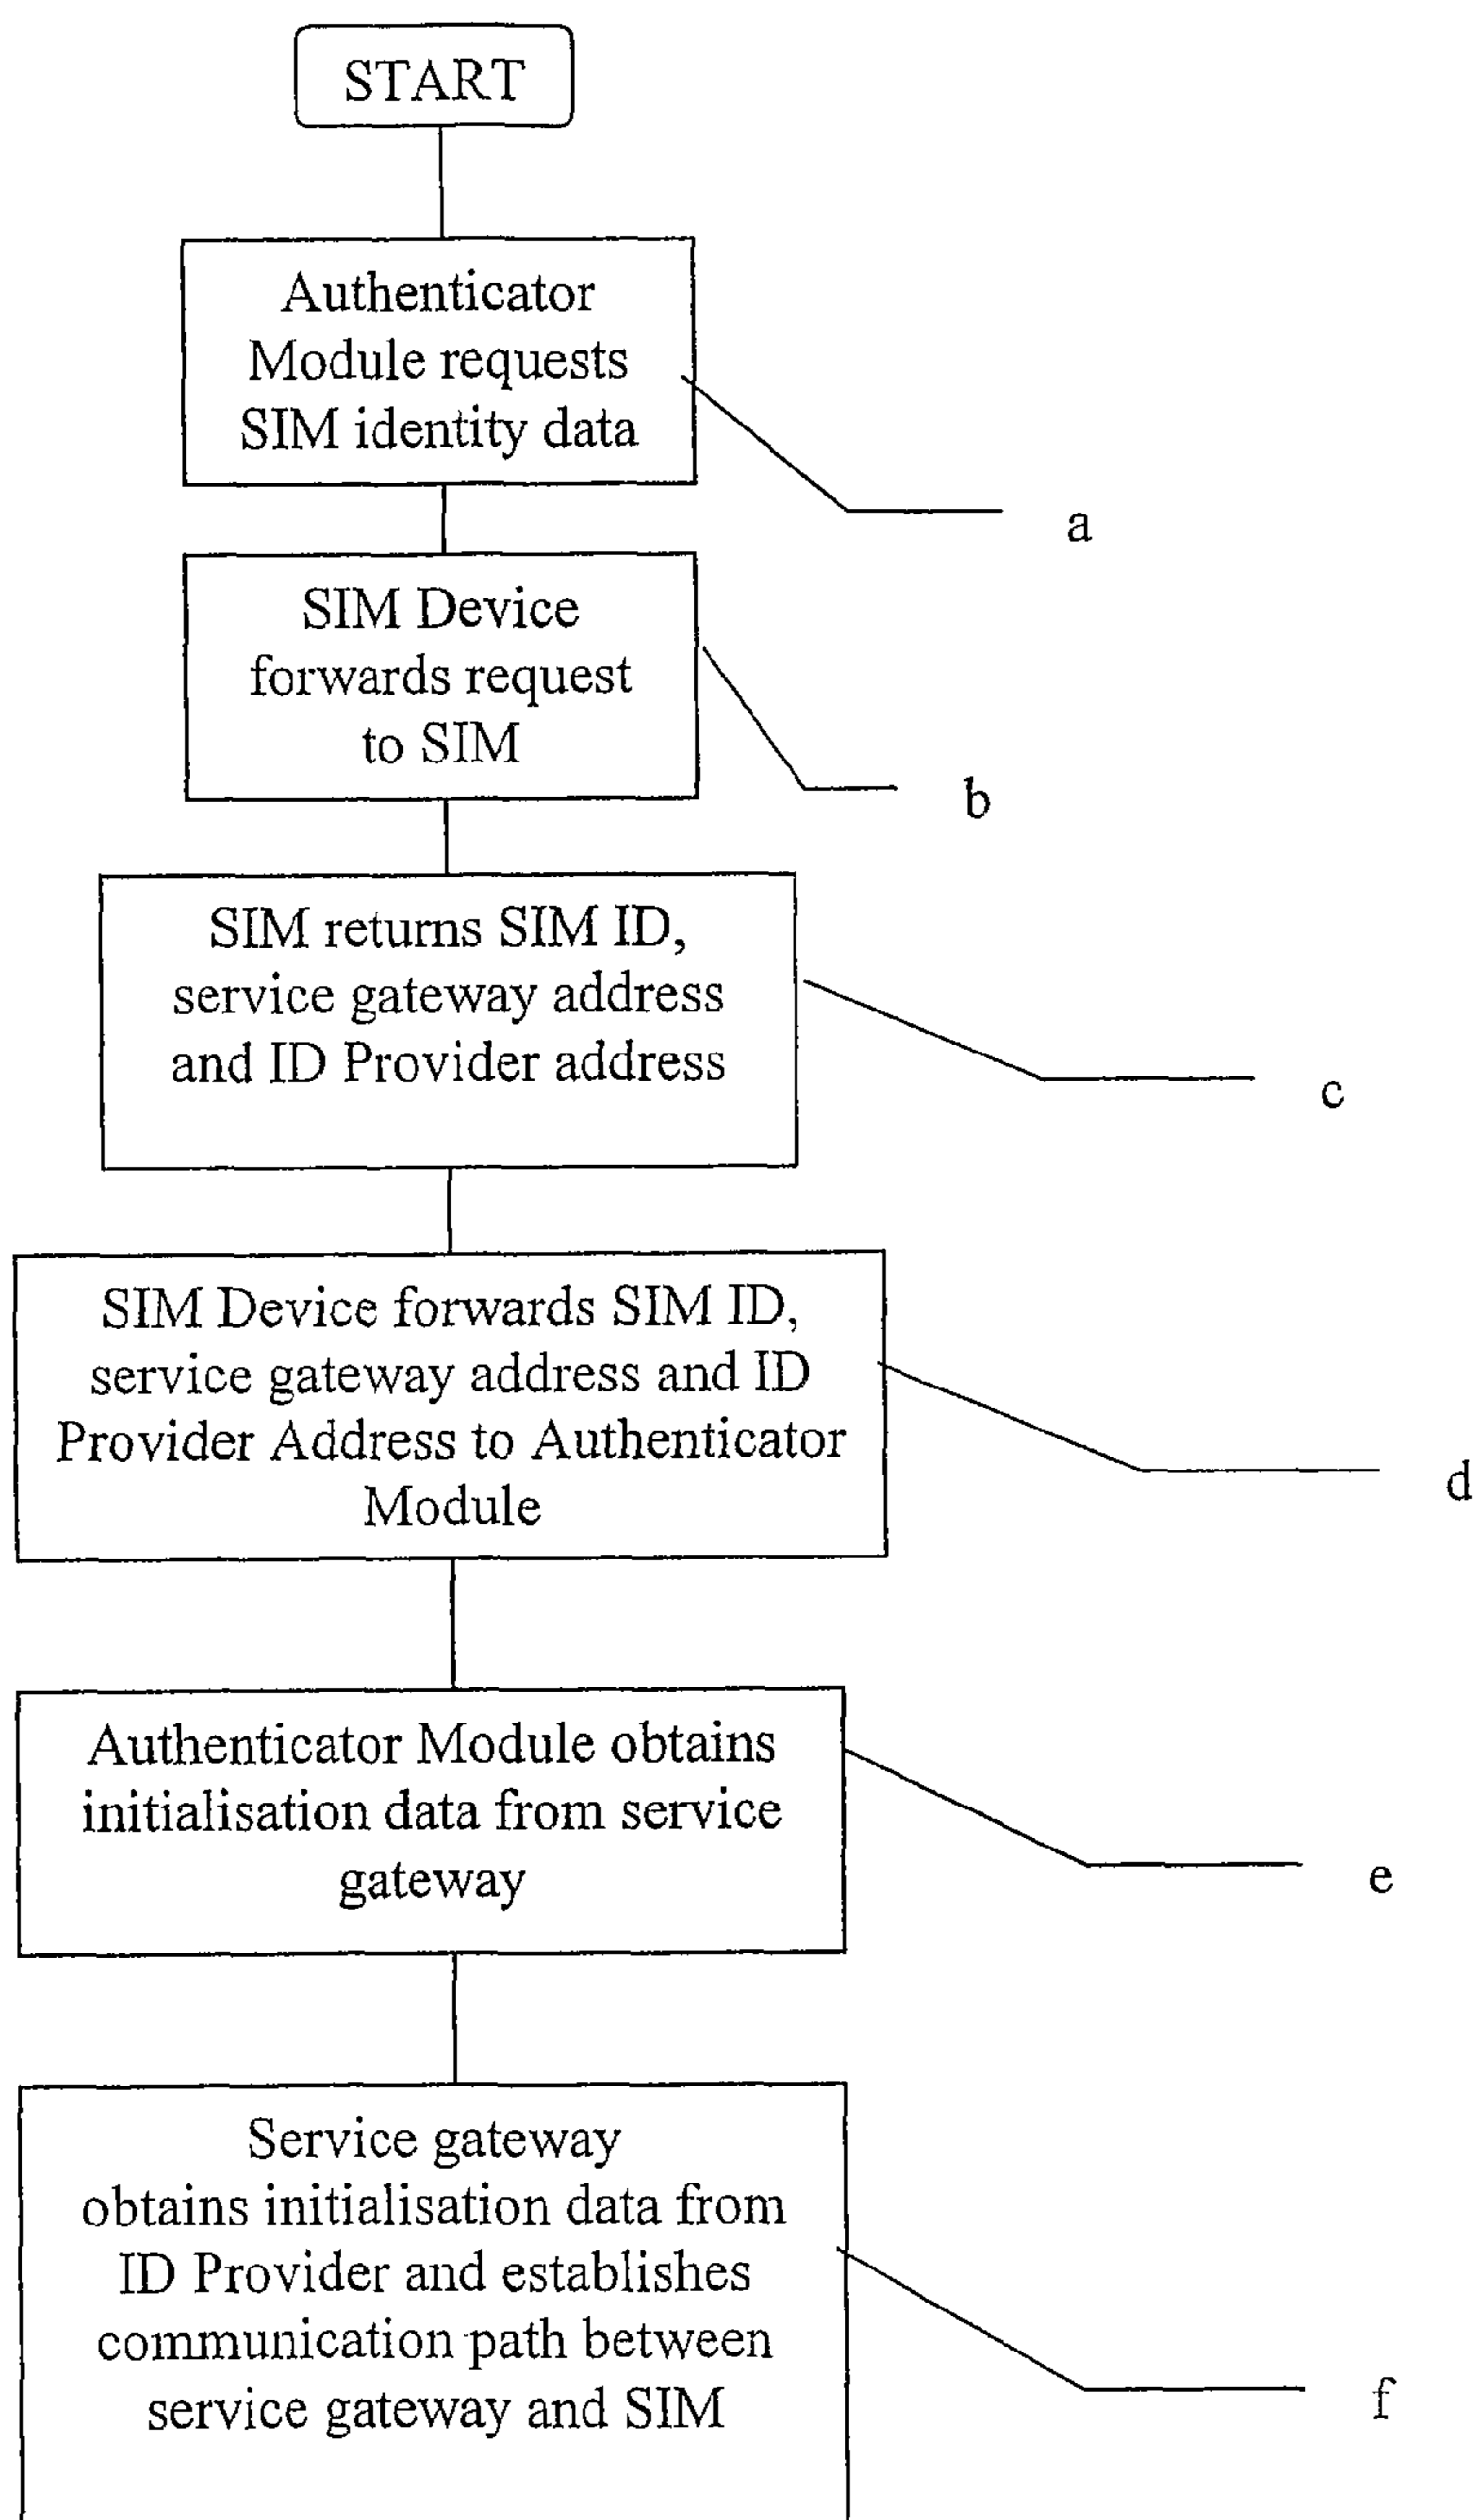 START
Authenticator
Module requests
SIM identity data
a
SIM Device
forwards request
to SIM
b
SIM returns SIM ID,
service gateway address
and ID Provider address
c
SIM Device forwards SIM ID,
service gateway address and ID
Provider Address to Authenticator
Module
d
Authenticator Module obtains
initialisation data from service
gateway
e
Service gateway
obtains initialisation data from
ID Provider and establishes
communication path between
service gateway and SIM
f